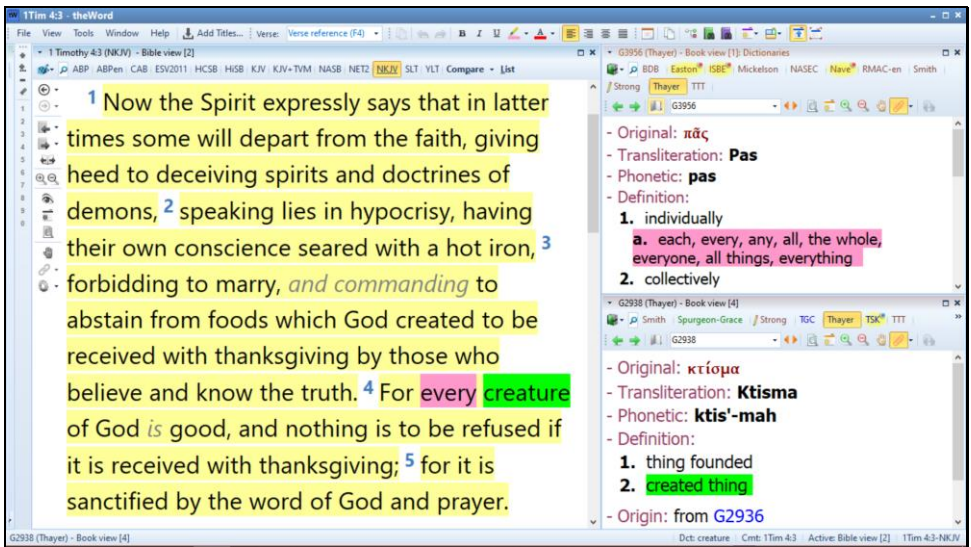 1Tim 4:3 - theWord
File View Tools Window Help Add Titles... Verse: Verse reference (F4) B I U A
1 Timothy 4:3 (NKJV) - Bible view [2]
ABP ABPen CAB ESV2011 HCSB HiSB KJV KJV+TVM NASB NET2 NKJV SLT YLT Compare List
1 Now the Spirit expressly says that in latter
times some will depart from the faith, giving
heed to deceiving spirits and doctrines of
demons, 2 speaking lies in hypocrisy, having
their own conscience seared with a hot iron, 3
forbidding to marry, and commanding to
abstain from foods which God created to be
received with thanksgiving by those who
believe and know the truth. 4 For every creature
of God is good, and nothing is to be refused if
it is received with thanksgiving; 5 for it is
sanctified by the word of God and prayer.
G3956 (Thayer) - Book view [1]: Dictionaries
BDB Easton ISBE Mickelson NASEC Nave RMAC-en Smith
Strong Thayer TTT
G3956
- Original: πᾶς
- Transliteration: Pas
- Phonetic: pas
- Definition:
1. individually
a. each, every, any, all, the whole,
everyone, all things, everything
2. collectively
G2938 (Thayer) - Book view [4]
Smith Spurgeon-Grace Strong TGC Thayer TSK TTT
G2938
- Original: κτίσμα
- Transliteration: Ktisma
- Phonetic: ktis'-mah
- Definition:
1. thing founded
2. created thing
- Origin: from G2936
G2938 (Thayer) - Book view [4] Dct: creature Cmt: 1Tim 4:3 Active: Bible view [2] 1Tim 4:3-NKJV